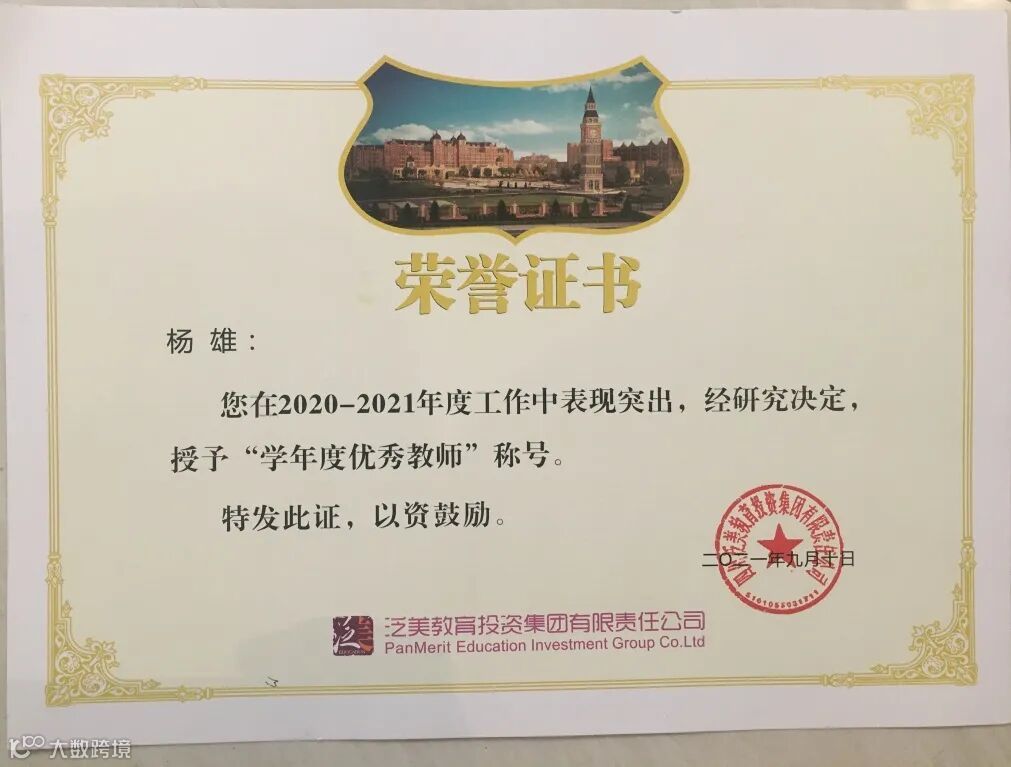 荣誉证书
杨 雄：
您在2020-2021年度工作中表现突出，经研究决定，
授予“学年度优秀教师”称号。
特发此证，以资鼓励。
二〇二一年九月十日
泛美教育投资集团有限责任公司
PanMerit Education Investment Group Co.Ltd
大数跨境